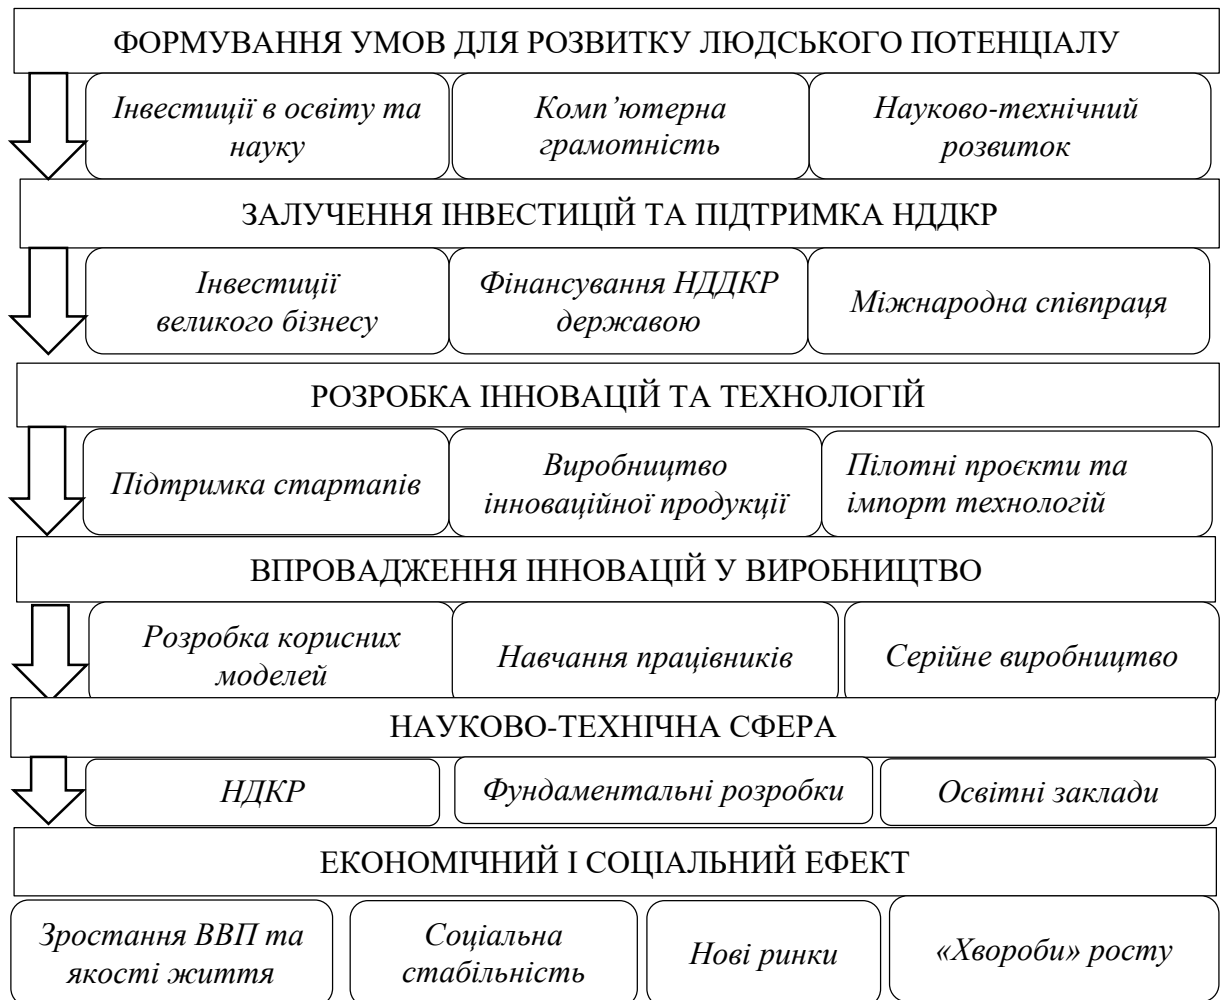 ФОРМУВАННЯ УМОВ ДЛЯ РОЗВИТКУ ЛЮДСЬКОГО ПОТЕНЦІАЛУ
Інвестиції в освіту та
науку
Комп’ютерна
грамотність
Науково-технічний
розвиток
ЗАЛУЧЕННЯ ІНВЕСТИЦІЙ ТА ПІДТРИМКА НДДКР
Інвестиції
великого бізнесу
Фінансування НДДКР
державою
Міжнародна співпраця
РОЗРОБКА ІННОВАЦІЙ ТА ТЕХНОЛОГІЙ
Підтримка стартапів
Виробництво
інноваційної продукції
Пілотні проєкти та
імпорт технологій
ВПРОВАДЖЕННЯ ІННОВАЦІЙ У ВИРОБНИЦТВО
Розробка корисних
моделей
Навчання працівників
Серійне виробництво
НАУКОВО-ТЕХНІЧНА СФЕРА
НДКР
Фундаментальні розробки
Освітні заклади
ЕКОНОМІЧНИЙ І СОЦІАЛЬНИЙ ЕФЕКТ
Зростання ВВП та
якості життя
Соціальна
стабільність
Нові ринки
«Хвороби» росту